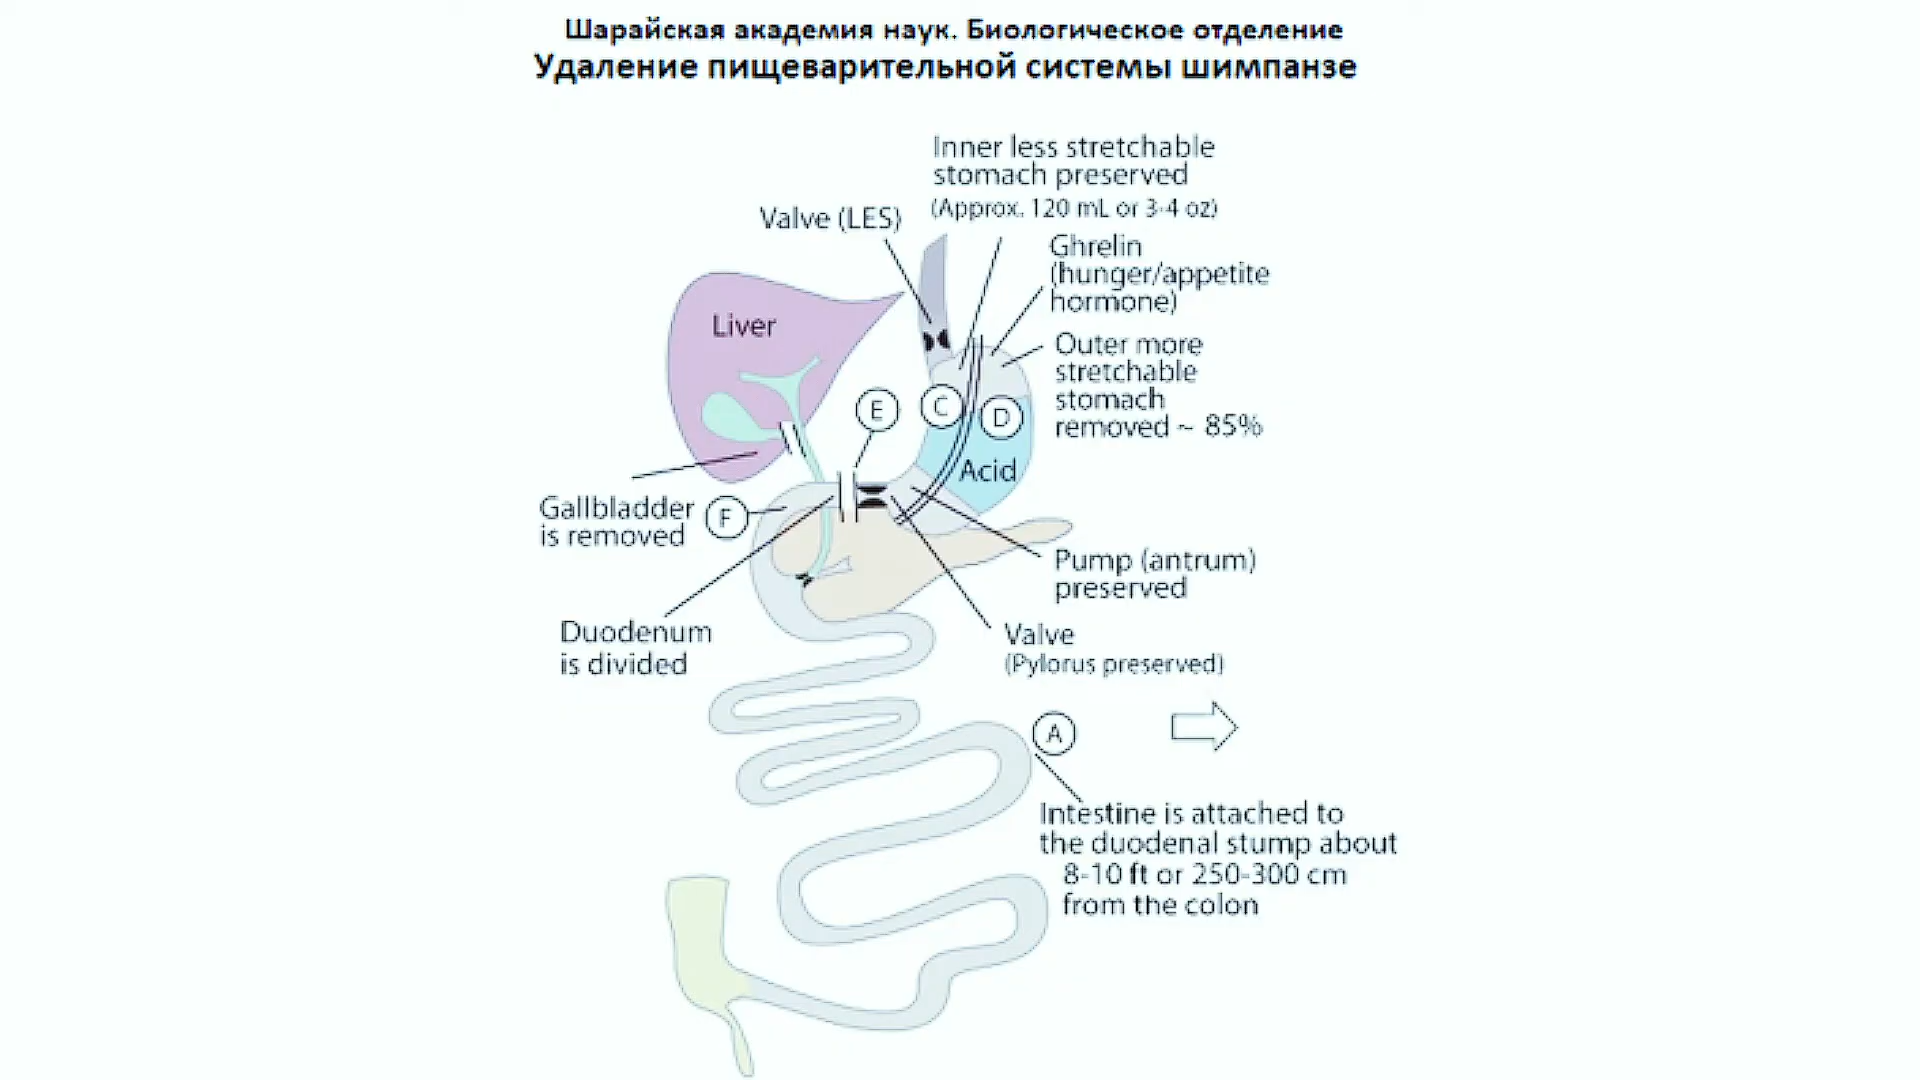 Шарайская академия наук. Биологическое отделение
Удаление пищеварительной системы шимпанзе
Inner less stretchable
stomach preserved
(Approx. 120 mL or 3-4 oz)
Valve (LES)
Ghrelin
(hunger/appetite
hormone)
Liver
Outer more
stretchable
stomach
removed ~ 85%
E
C
D
Acid
Gallbladder
is removed
F
Pump (antrum)
preserved
Duodenum
is divided
Valve
(Pylorus preserved)
A
Intestine is attached to
the duodenal stump about
8-10 ft or 250-300 cm
from the colon